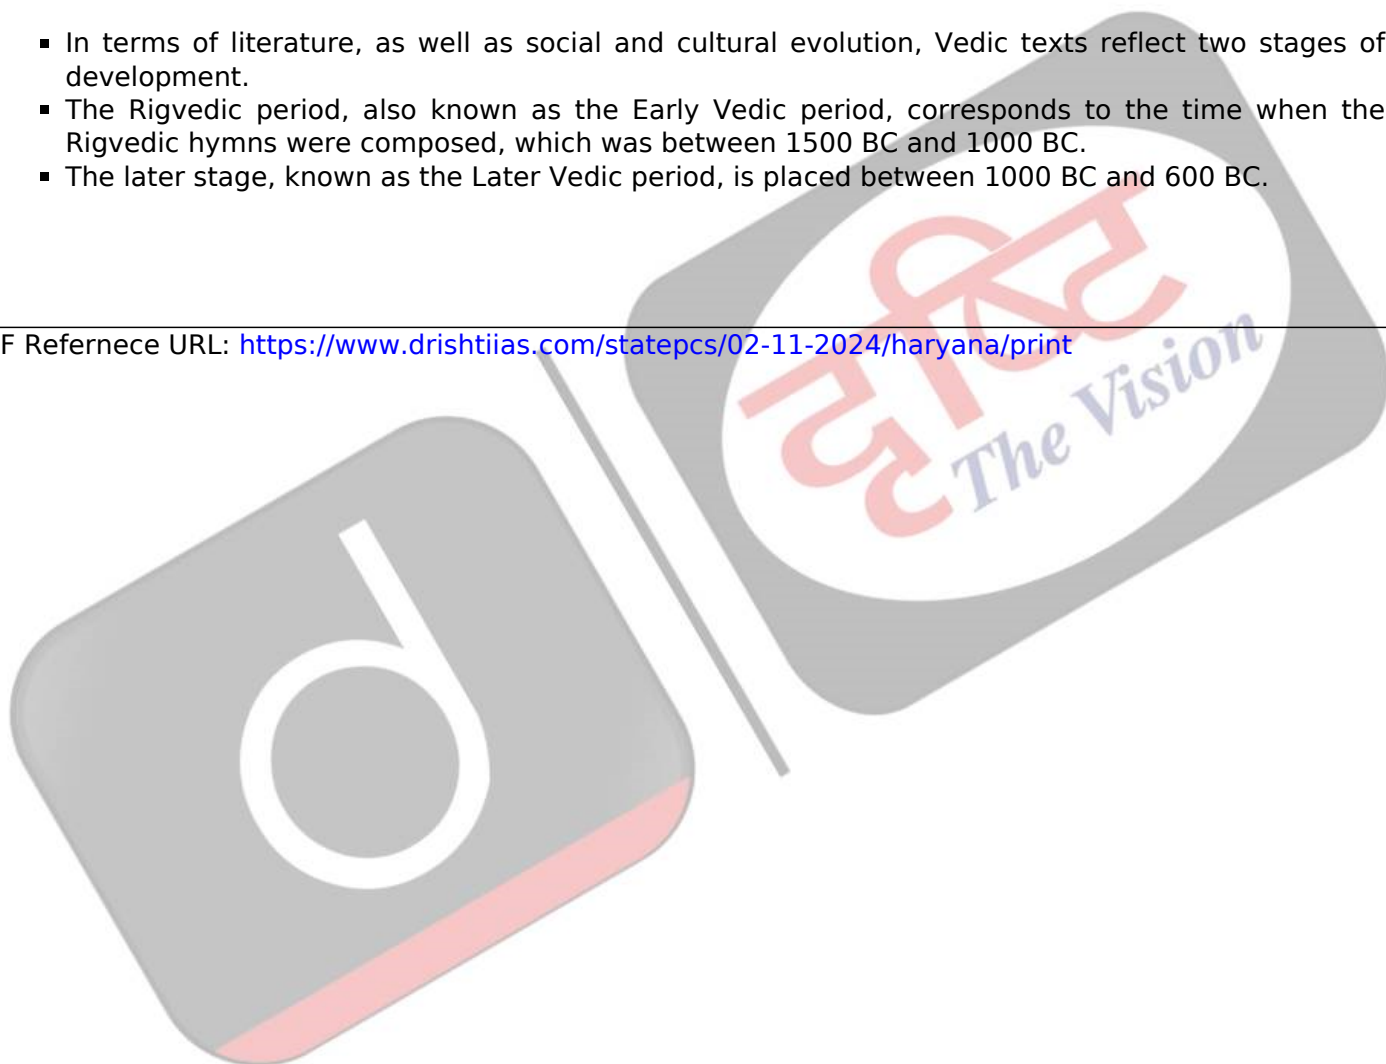 ▪ In terms of literature, as well as social and cultural evolution, Vedic texts reflect two stages of
development.
▪ The Rigvedic period, also known as the Early Vedic period, corresponds to the time when the
Rigvedic hymns were composed, which was between 1500 BC and 1000 BC.
▪ The later stage, known as the Later Vedic period, is placed between 1000 BC and 600 BC.
F Refernece URL: https://www.drishtiias.com/statepcs/02-11-2024/haryana/print
दृष्टि
The Vision
d